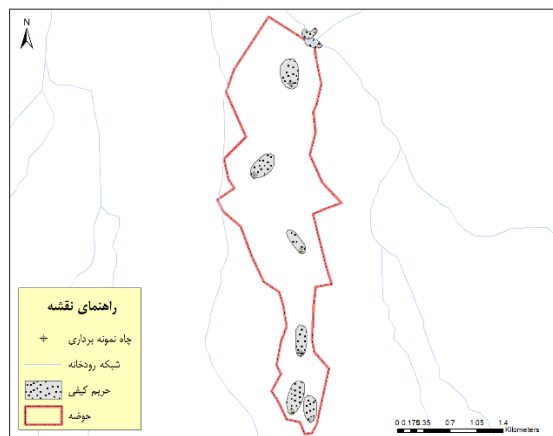 N
راهنمای نقشه
چاه نمونه برداری
شبکه رودخانه
حریم کیفی
حوضه
0 0.175 0.35 0.7 1.05 1.4
Kilometers